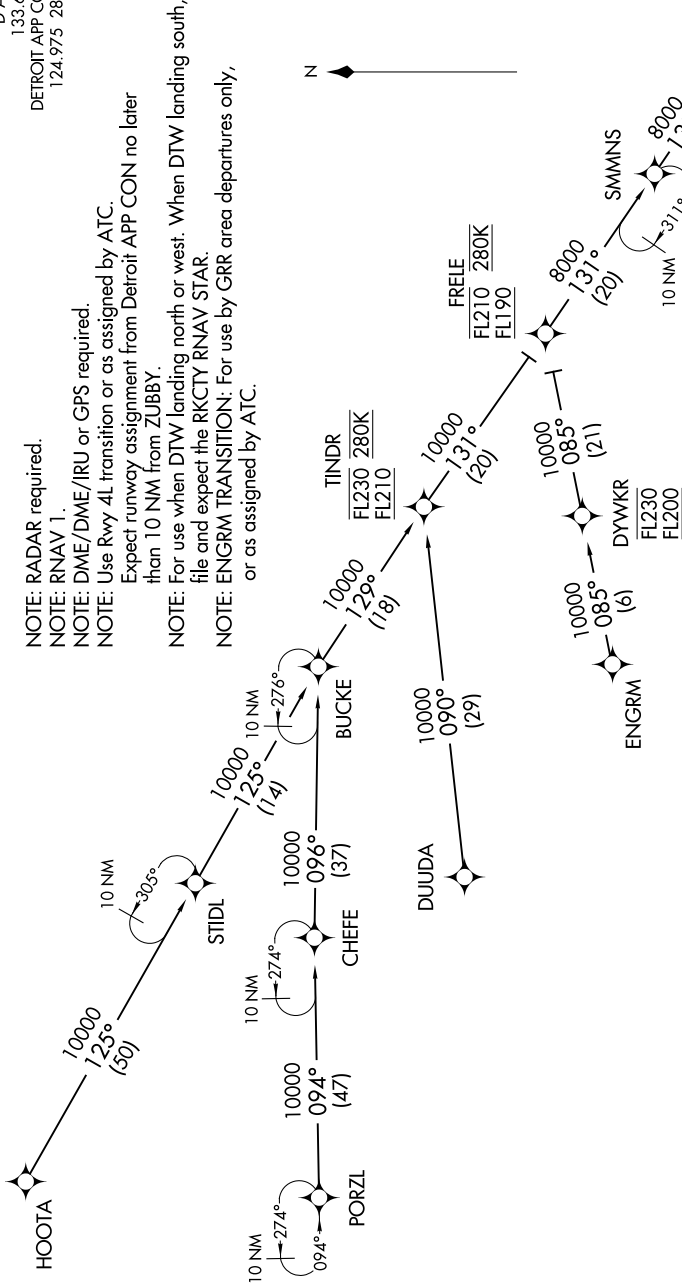 133.6
DETROIT APP CO
124.975 28
NOTE: RADAR required.
NOTE: RNAV 1.
NOTE: DME/DME/IRU or GPS required.
NOTE: Use Rwy 4L transition or as assigned by ATC.
Expect runway assignment from Detroit APP CON no later
than 10 NM from ZUBBY.
NOTE: For use when DTW landing north or west. When DTW landing south,
file and expect the RKCTY RNAV STAR.
NOTE: ENGRM TRANSITION: For use by GRR area departures only,
or as assigned by ATC.
N
HOOTA
10000
125°
(50)
10 NM
305°
STIDL
10000
125°
(14)
10 NM
274°
094°
PORZL
10000
094°
(47)
10 NM
274°
CHEFE
10000
096°
(37)
10 NM
276°
BUCKE
10000
129°
(18)
TINDR
FL230 280K
FL210
DUUDA
10000
090°
(29)
10000
131°
(20)
FRELE
FL210 280K
FL190
ENGRM
10000
085°
(6)
DYWKR
FL230
FL200
10000
085°
(21)
8000
131°
(20)
SMMNS
10 NM
311°
8000